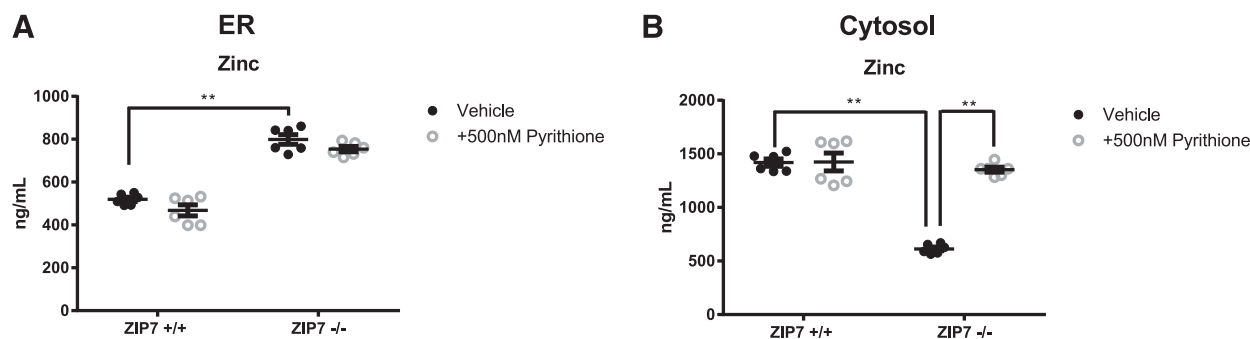 A
ER
Zinc
**
1000
800
600
400
200
0
ng/mL
ZIP7 +/+
ZIP7 -/-
Vehicle
+500nM Pyrithione
B
Cytosol
Zinc
**
**
2000
1500
1000
500
0
ng/mL
ZIP7 +/+
ZIP7 -/-
Vehicle
+500nM Pyrithione